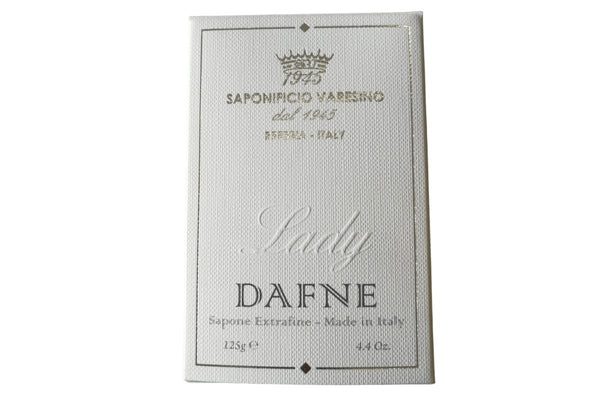 1945
SAPONIFICIO VARESINO
dal 1945
- ITALY
Lady
DAFNE
Sapone Extrafine - Made in Italy
125g ℮ 4.4 Oz.